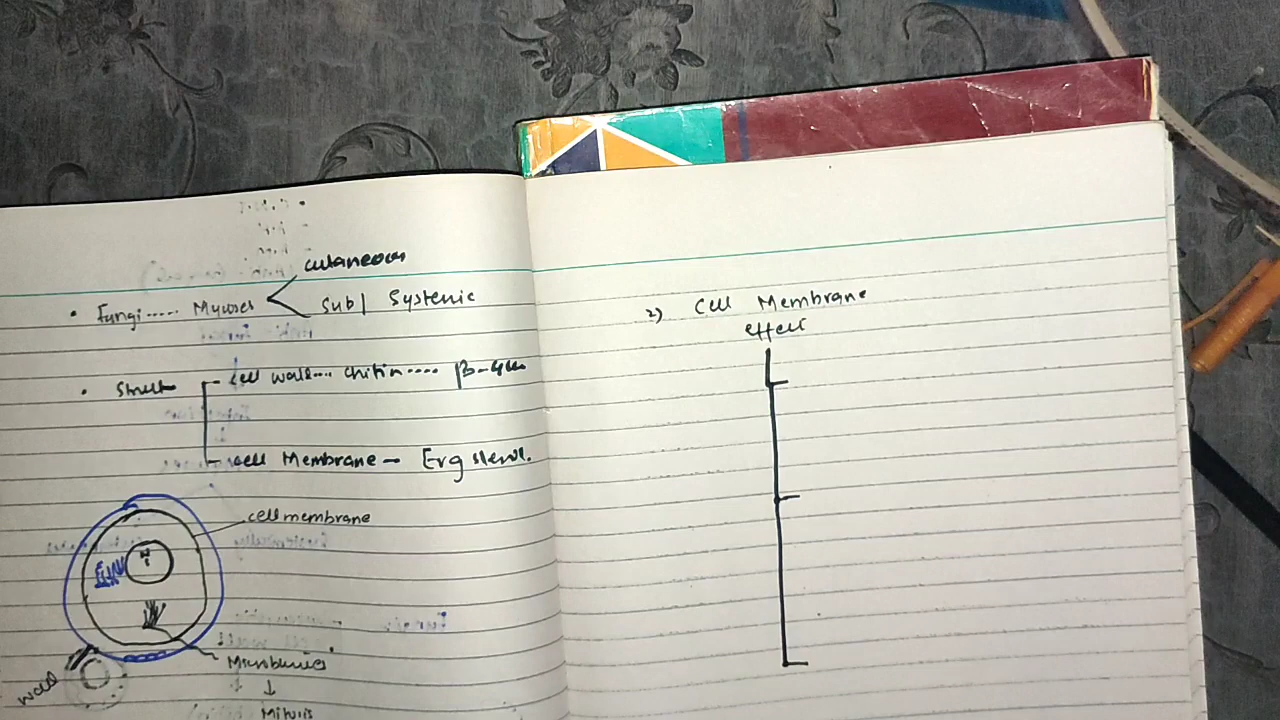 cutaneous
• Fungi..... Mycoses
Sub / Systemic
• Struct
cell wall... chitin.... β-Glu
cell Membrane - Ergosterol.
cell membrane
Microtubules
↓
Mitosis
wall
2) Cell Membrane
effect